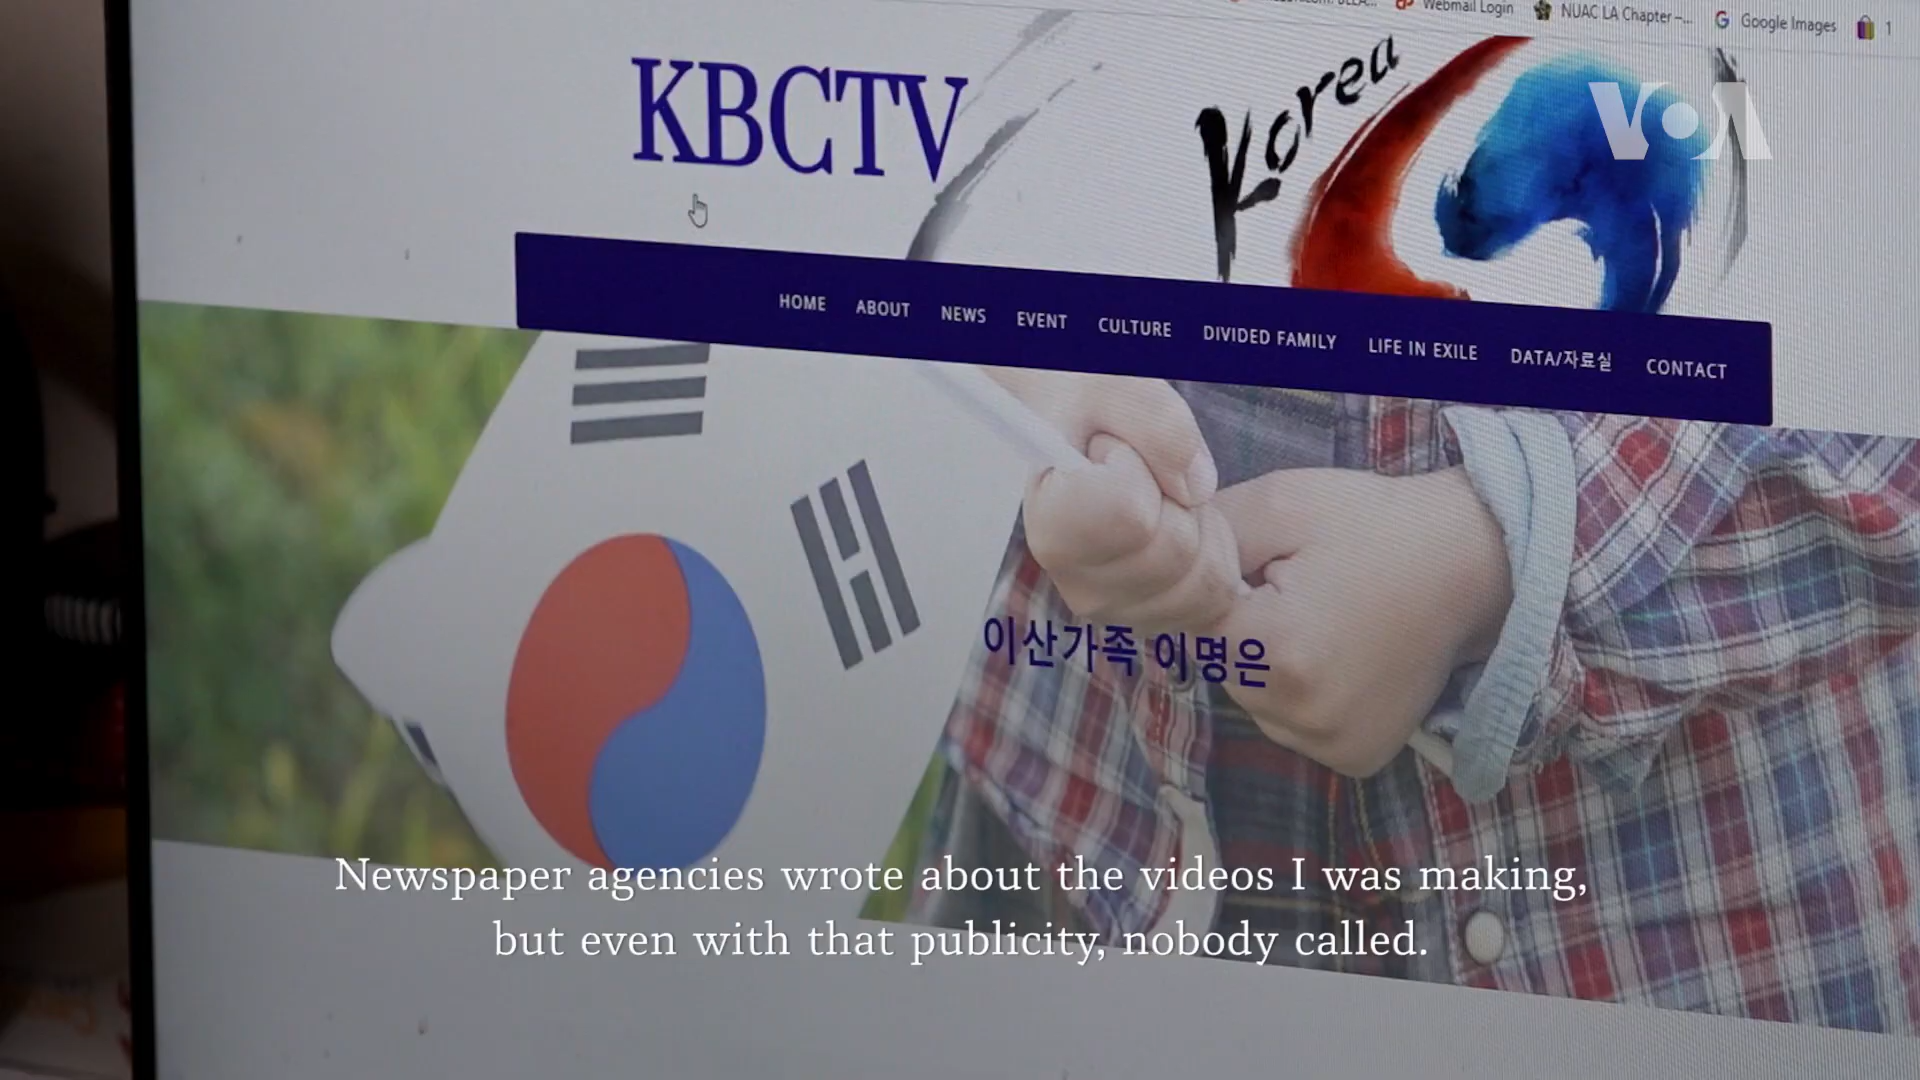 Webmail Login
NUAC LA Chapter –...
Google Images
1
KBCTV
Korea
VOA
HOME ABOUT NEWS EVENT CULTURE DIVIDED FAMILY LIFE IN EXILE DATA/자료실 CONTACT
이산가족 이명은
Newspaper agencies wrote about the videos I was making,
but even with that publicity, nobody called.